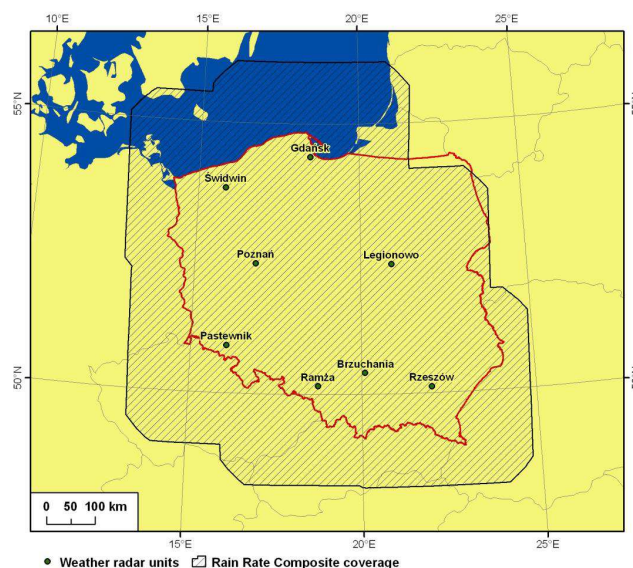 10°E 15°E 20°E 25°E
55°N
Gdańsk
Świdwin
Poznań Legionowo
Pastewnik
Brzuchania
50°N
Ramża Rzeszów
0 50 100 km
15°E 20°E 25°E
Weather radar units Rain Rate Composite coverage